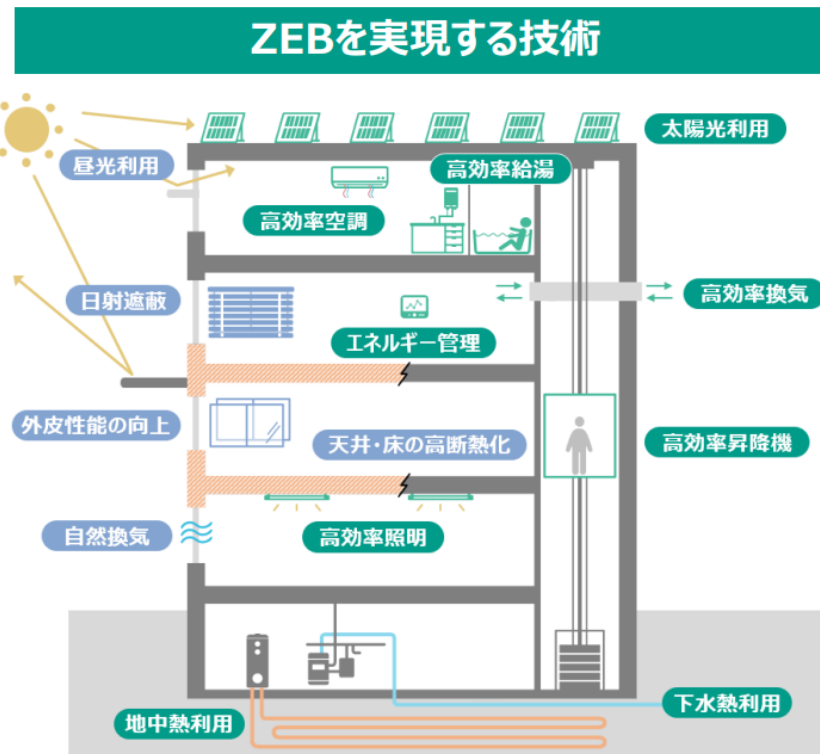 ZEBを実現する技術
太陽光利用
昼光利用
高効率給湯
高効率空調
日射遮蔽
高効率換気
エネルギー管理
外皮性能の向上
天井・床の高断熱化
高効率昇降機
自然換気
高効率照明
地中熱利用
下水熱利用